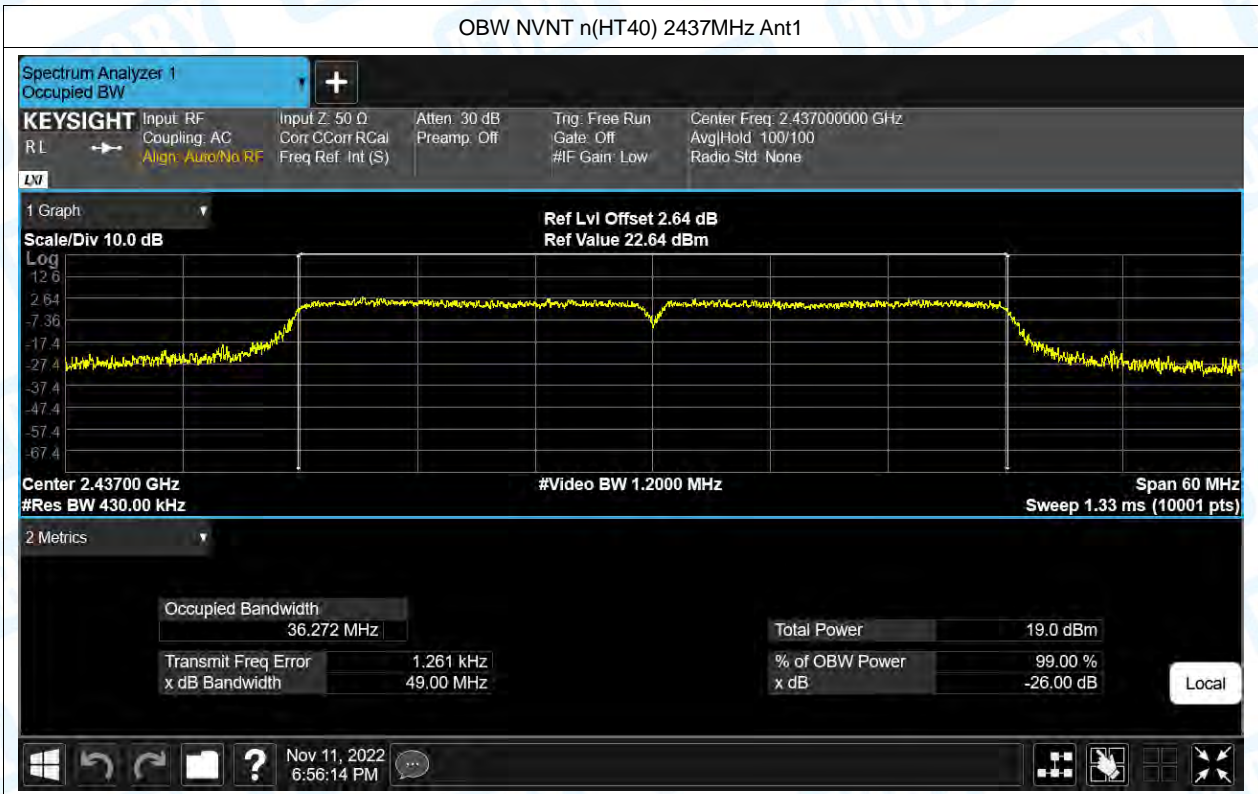 OBW NVNT n(HT40) 2437MHz Ant1
Spectrum Analyzer 1
Occupied BW
KEYSIGHT
RL
LXI
Input: RF
Coupling: AC
Align: Auto/No RF
Input Z: 50 Ω
Corr CCorr RCal
Freq Ref: Int (S)
Atten: 30 dB
Preamp: Off
Trig: Free Run
Gate: Off
#IF Gain: Low
Center Freq: 2.437000000 GHz
Avg|Hold: 100/100
Radio Std: None
1 Graph
Scale/Div 10.0 dB
Ref Lvl Offset 2.64 dB
Ref Value 22.64 dBm
Log
12.6
2.64
-7.36
-17.4
-27.4
-37.4
-47.4
-57.4
-67.4
Center 2.43700 GHz
#Video BW 1.2000 MHz
Span 60 MHz
#Res BW 430.00 kHz
Sweep 1.33 ms (10001 pts)
2 Metrics
Occupied Bandwidth
36.272 MHz
Total Power 19.0 dBm
Transmit Freq Error 1.261 kHz
% of OBW Power 99.00 %
x dB Bandwidth 49.00 MHz
x dB -26.00 dB
Local
?
Nov 11, 2022
6:56:14 PM